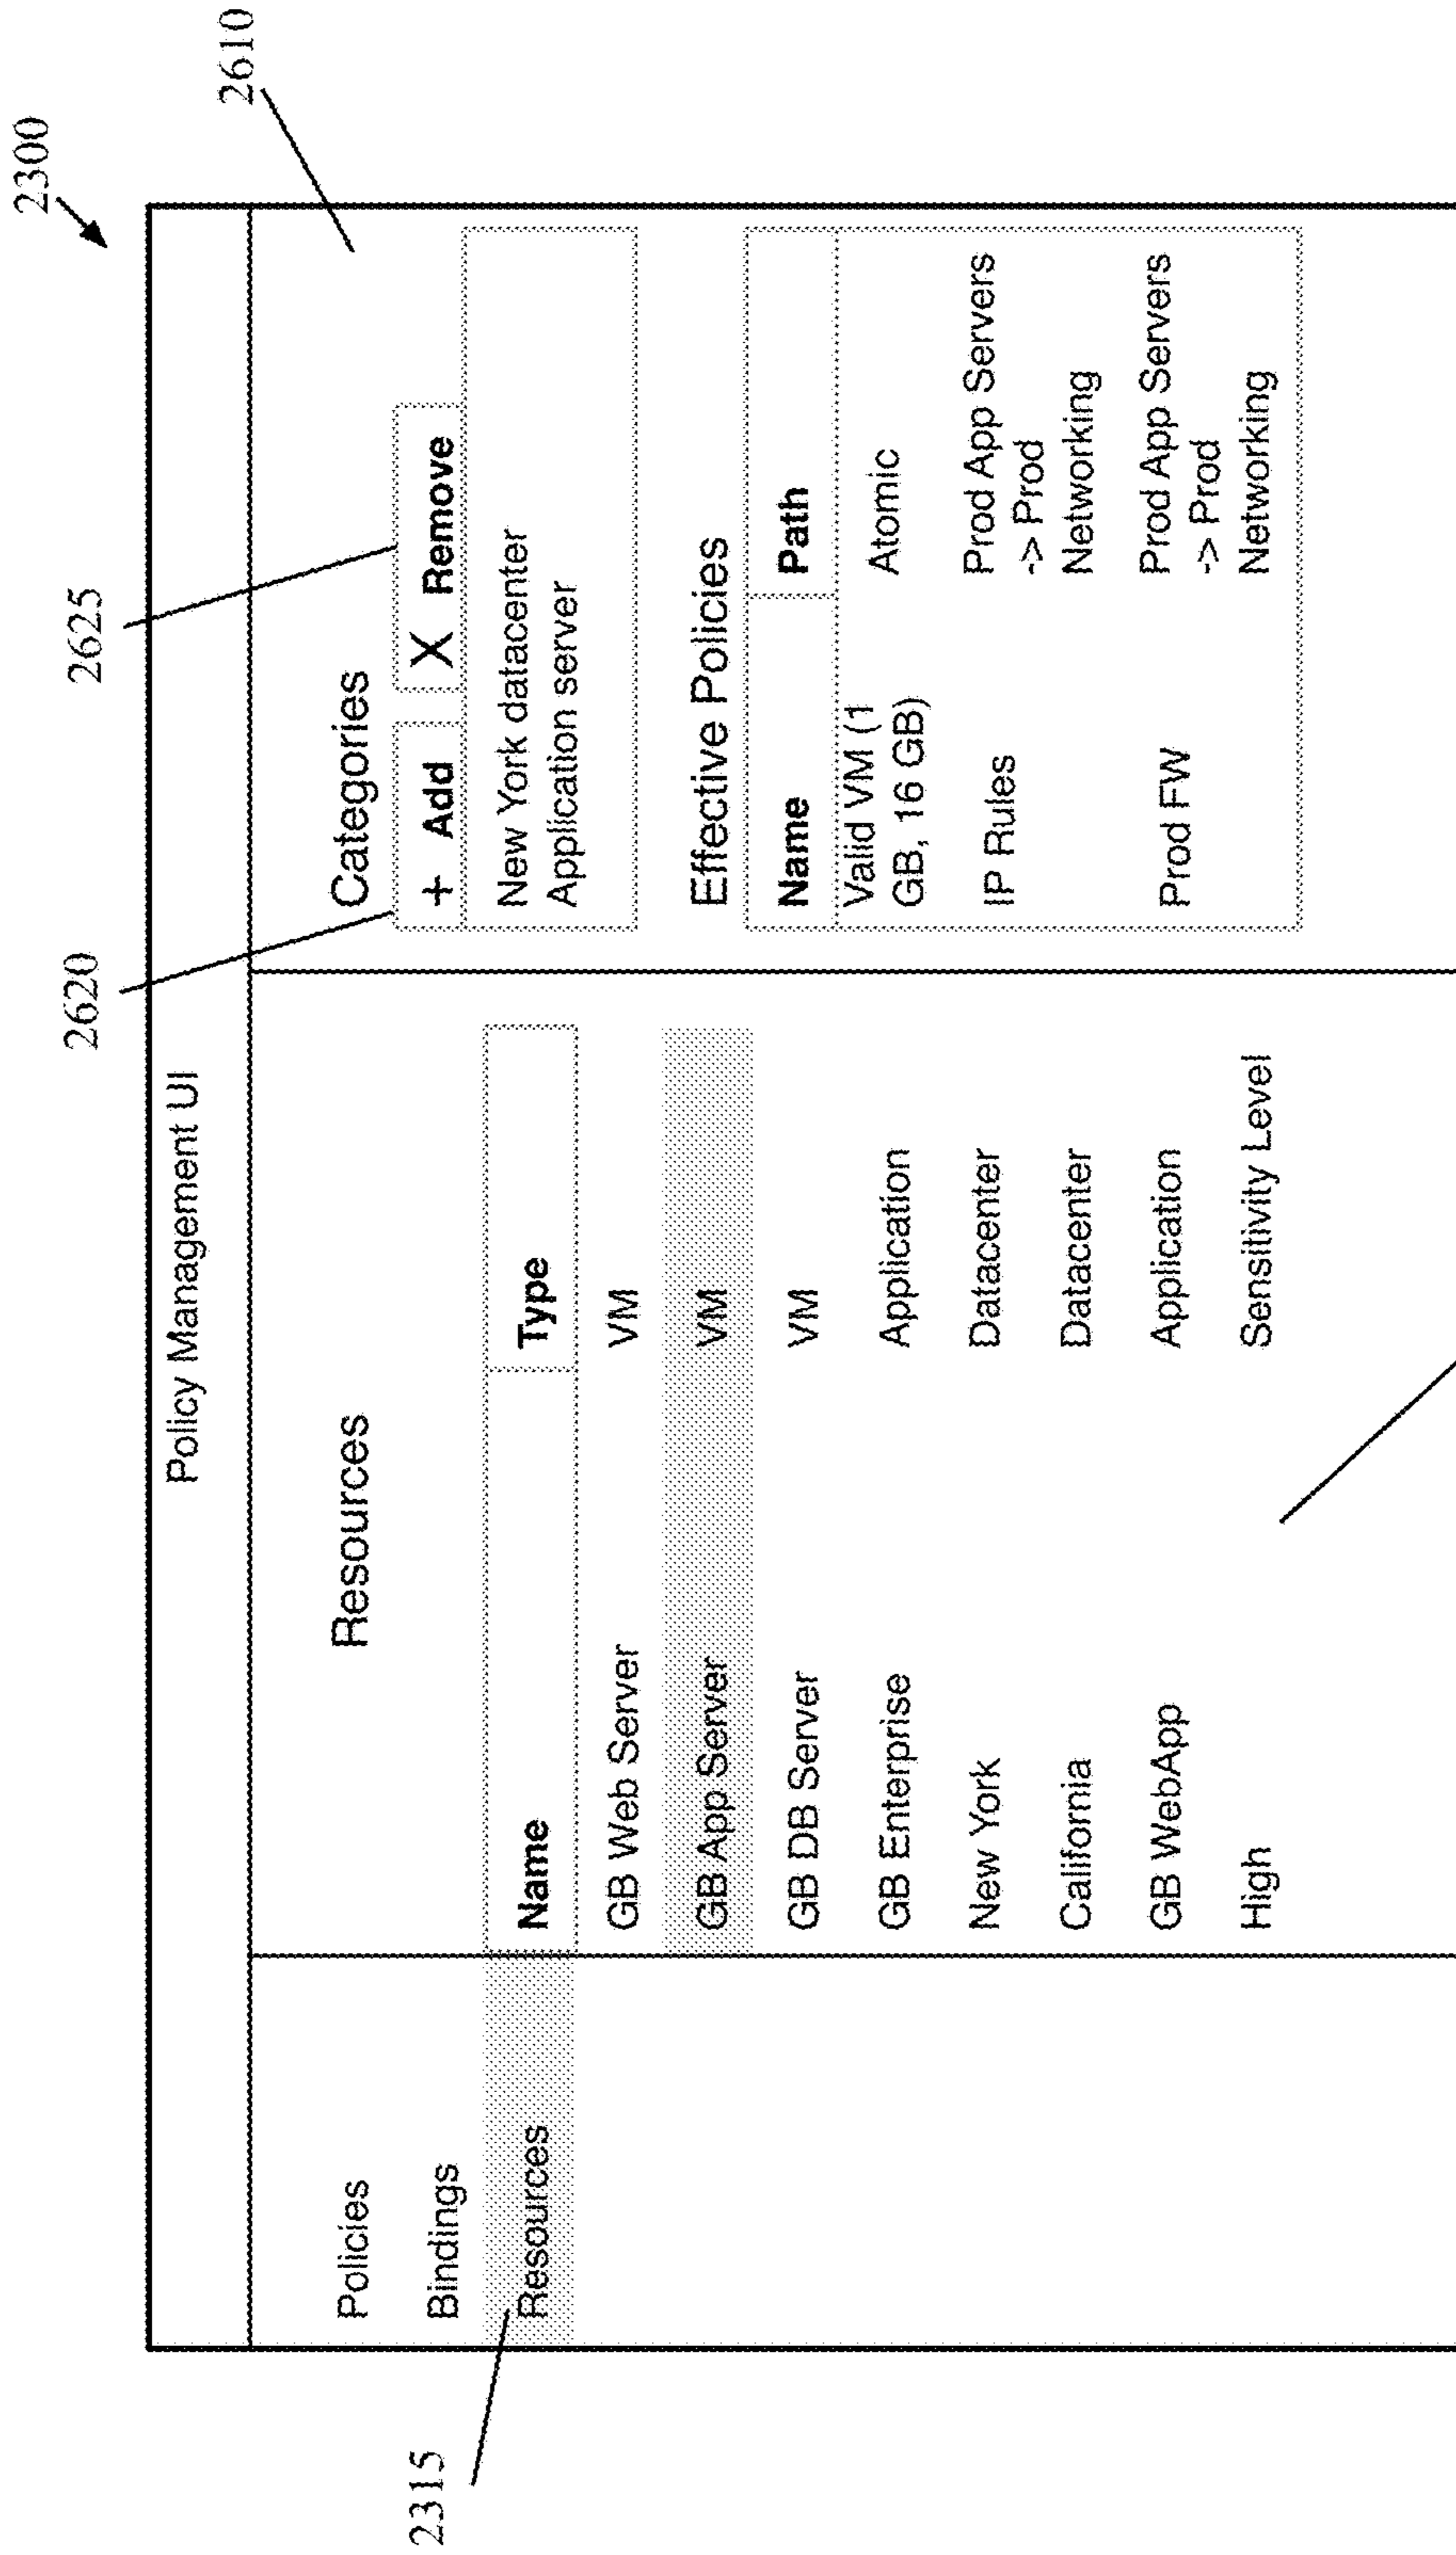 2300
2610
2625
2620
2315
Policy Management UI
Policies
Bindings
Resources
Resources
Name Type
GB Web Server VM
GB App Server VM
GB DB Server VM
GB Enterprise Application
New York Datacenter
California Datacenter
GB WebApp Application
High Sensitivity Level
Categories
+ Add X Remove
New York datacenter
Application server
Effective Policies
Name Path
Valid VM (1
GB, 16 GB) Atomic
IP Rules Prod App Servers
-> Prod
Networking
Prod FW Prod App Servers
-> Prod
Networking